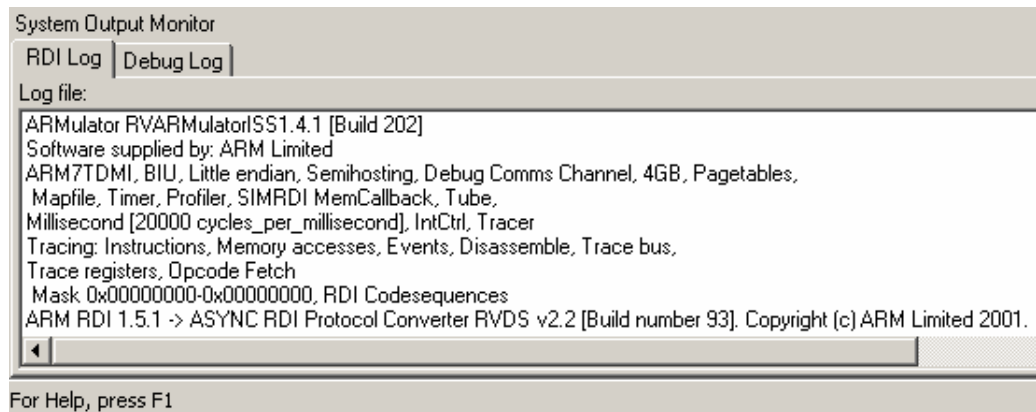 System Output Monitor
RDI Log Debug Log
Log file:
ARMulator RVARMulatorISS1.4.1 [Build 202]
Software supplied by: ARM Limited
ARM7TDMI, BIU, Little endian, Semihosting, Debug Comms Channel, 4GB, Pagetables,
Mapfile, Timer, Profiler, SIMRDI MemCallback, Tube,
Millisecond [20000 cycles_per_millisecond], IntCtrl, Tracer
Tracing: Instructions, Memory accesses, Events, Disassemble, Trace bus,
Trace registers, Opcode Fetch
Mask 0x00000000-0x00000000, RDI Codesequences
ARM RDI 1.5.1 -> ASYNC RDI Protocol Converter RVDS v2.2 [Build number 93]. Copyright (c) ARM Limited 2001.
For Help, press F1